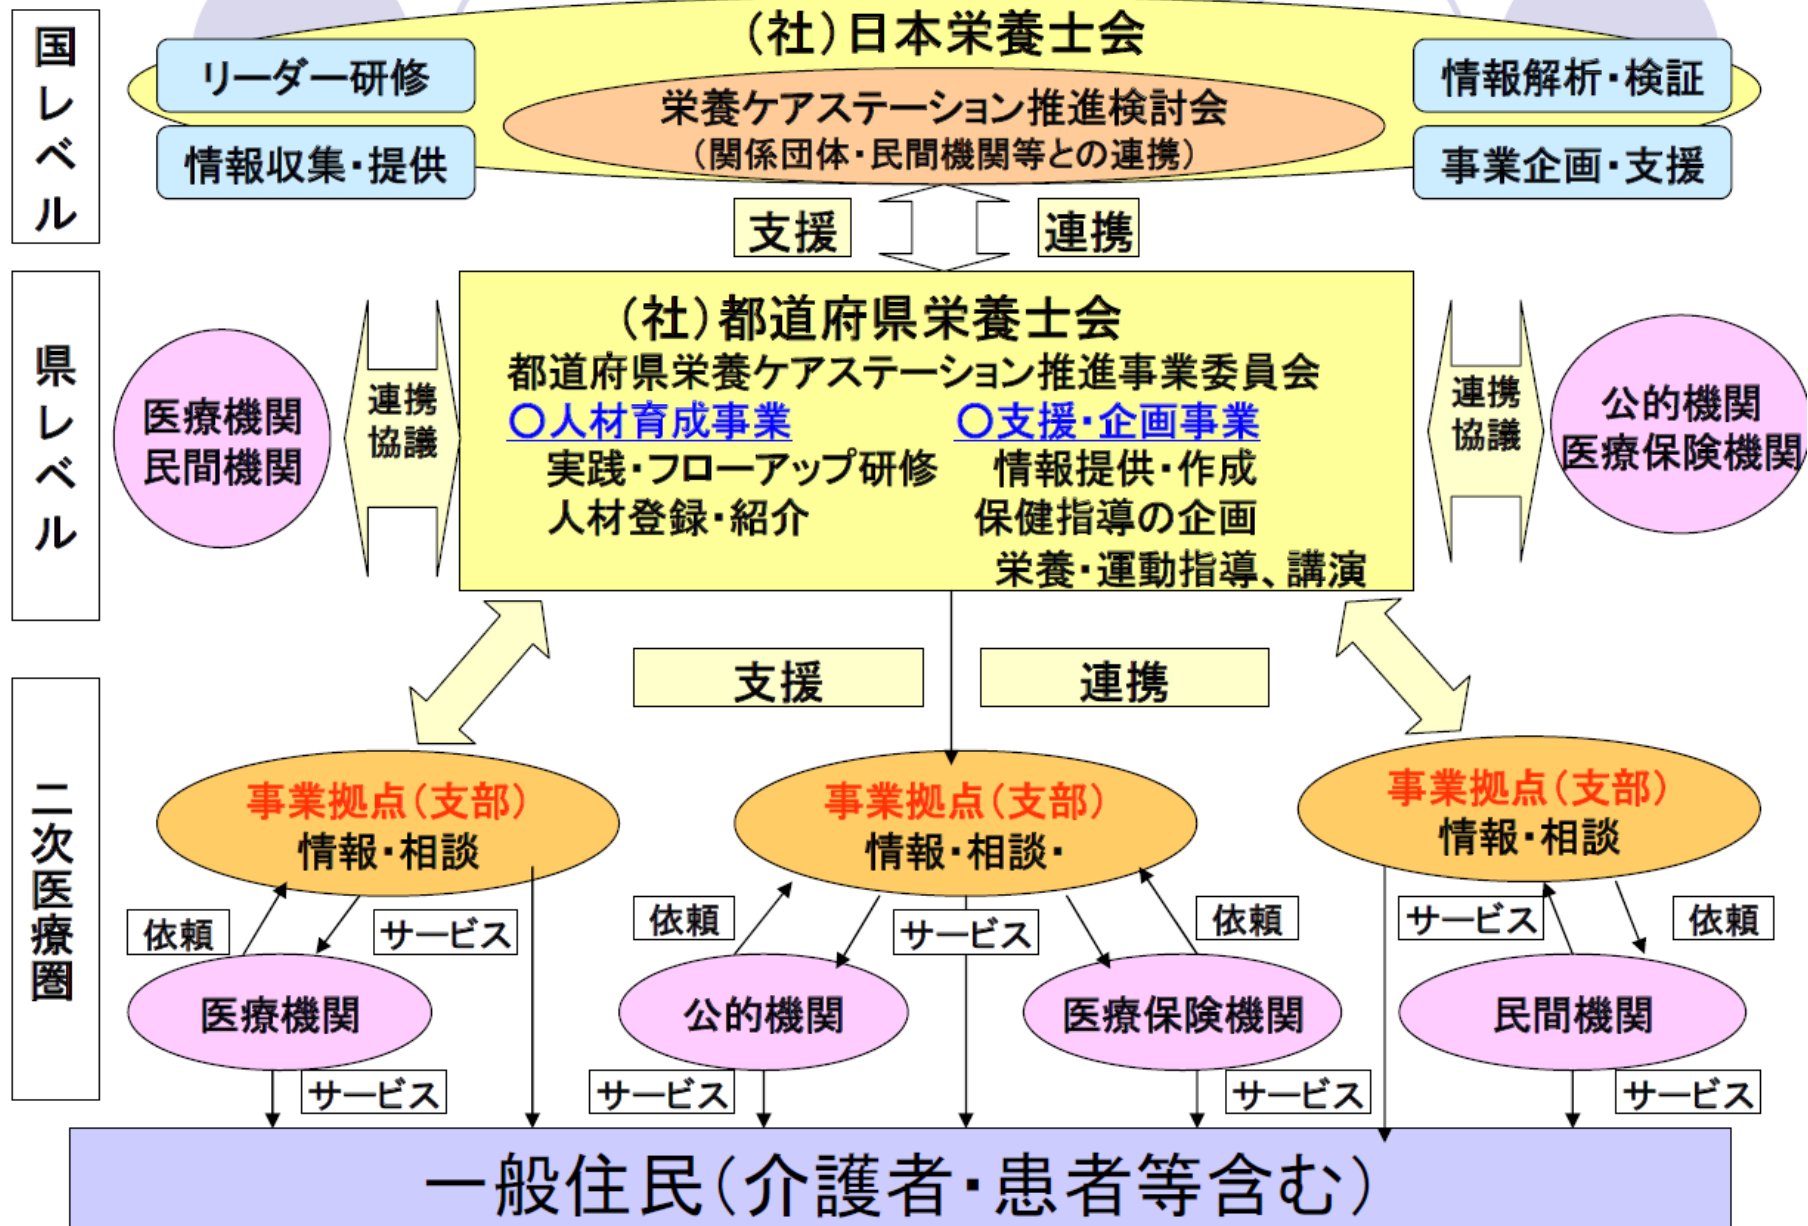 国レベル
(社)日本栄養士会
リーダー研修
情報収集・提供
栄養ケアステーション推進検討会
(関係団体・民間機関等との連携)
情報解析・検証
事業企画・支援
支援
連携
県レベル
医療機関
民間機関
連携
協議
(社)都道府県栄養士会
都道府県栄養ケアステーション推進事業委員会
〇人材育成事業
実践・フローアップ研修
人材登録・紹介
〇支援・企画事業
情報提供・作成
保健指導の企画
栄養・運動指導、講演
連携
協議
公的機関
医療保険機関
支援
連携
二次医療圏
事業拠点(支部)
情報・相談
事業拠点(支部)
情報・相談・
事業拠点(支部)
情報・相談
依頼
サービス
依頼
サービス
依頼
サービス
依頼
医療機関
公的機関
医療保険機関
民間機関
サービス
サービス
サービス
サービス
一般住民(介護者・患者等含む)